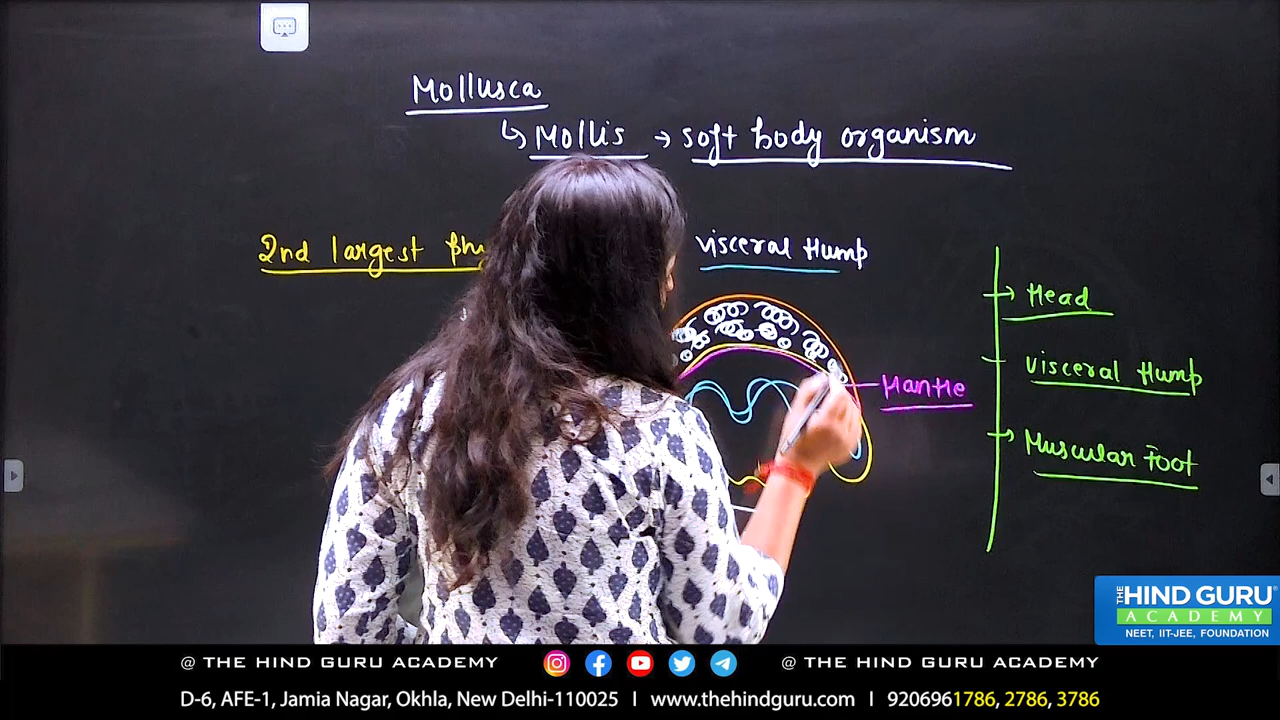 Mollusca
↳ Mollis → soft body organism
2nd largest
visceral Hump
→ Head
visceral Hump
Mantle
→ Muscular Foot
THE HIND GURU
ACADEMY
NEET, IIT-JEE, FOUNDATION
@ THE HIND GURU ACADEMY @ THE HIND GURU ACADEMY
D-6, AFE-1, Jamia Nagar, Okhla, New Delhi-110025 | www.thehindguru.com | 9206961786, 2786, 3786